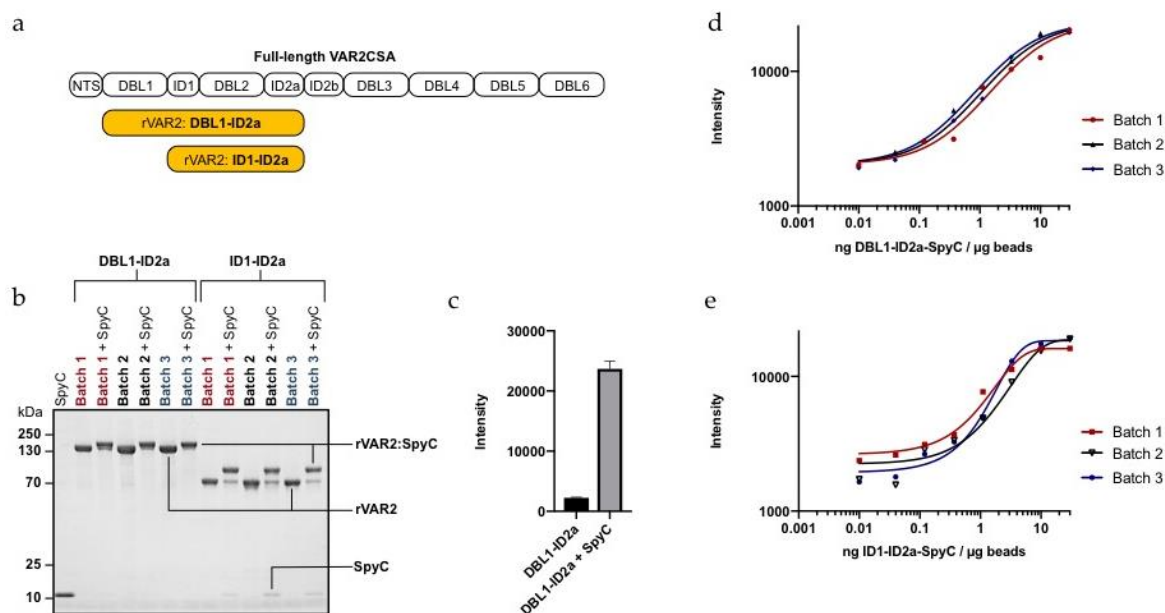 a
Full-length VAR2CSA
NTS DBL1 ID1 DBL2 ID2a ID2b DBL3 DBL4 DBL5 DBL6
rVAR2: DBL1-ID2a
rVAR2: ID1-ID2a
b
DBL1-ID2a ID1-ID2a
SpyC
Batch 1
Batch 1 + SpyC
Batch 2
Batch 2 + SpyC
Batch 3
Batch 3 + SpyC
Batch 1
Batch 1 + SpyC
Batch 2
Batch 2 + SpyC
Batch 3
Batch 3 + SpyC
kDa
250
130
70
25
10
rVAR2:SpyC
rVAR2
SpyC
c
Intensity
30000
20000
10000
0
DBL1-ID2a
DBL1-ID2a + SpyC
d
Intensity
10000
1000
0.001 0.01 0.1 1 10
ng DBL1-ID2a-SpyC / µg beads
Batch 1
Batch 2
Batch 3
e
Intensity
10000
1000
0.001 0.01 0.1 1 10
ng ID1-ID2a-SpyC / µg beads
Batch 1
Batch 2
Batch 3